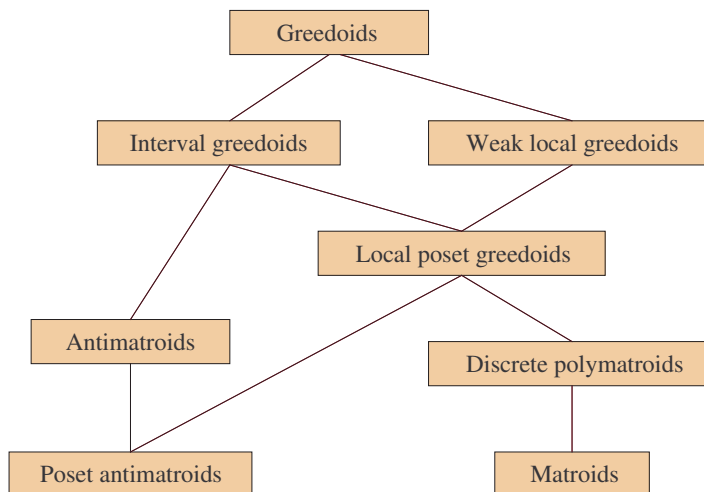 Greedoids
Interval greedoids
Weak local greedoids
Local poset greedoids
Antimatroids
Discrete polymatroids
Poset antimatroids
Matroids